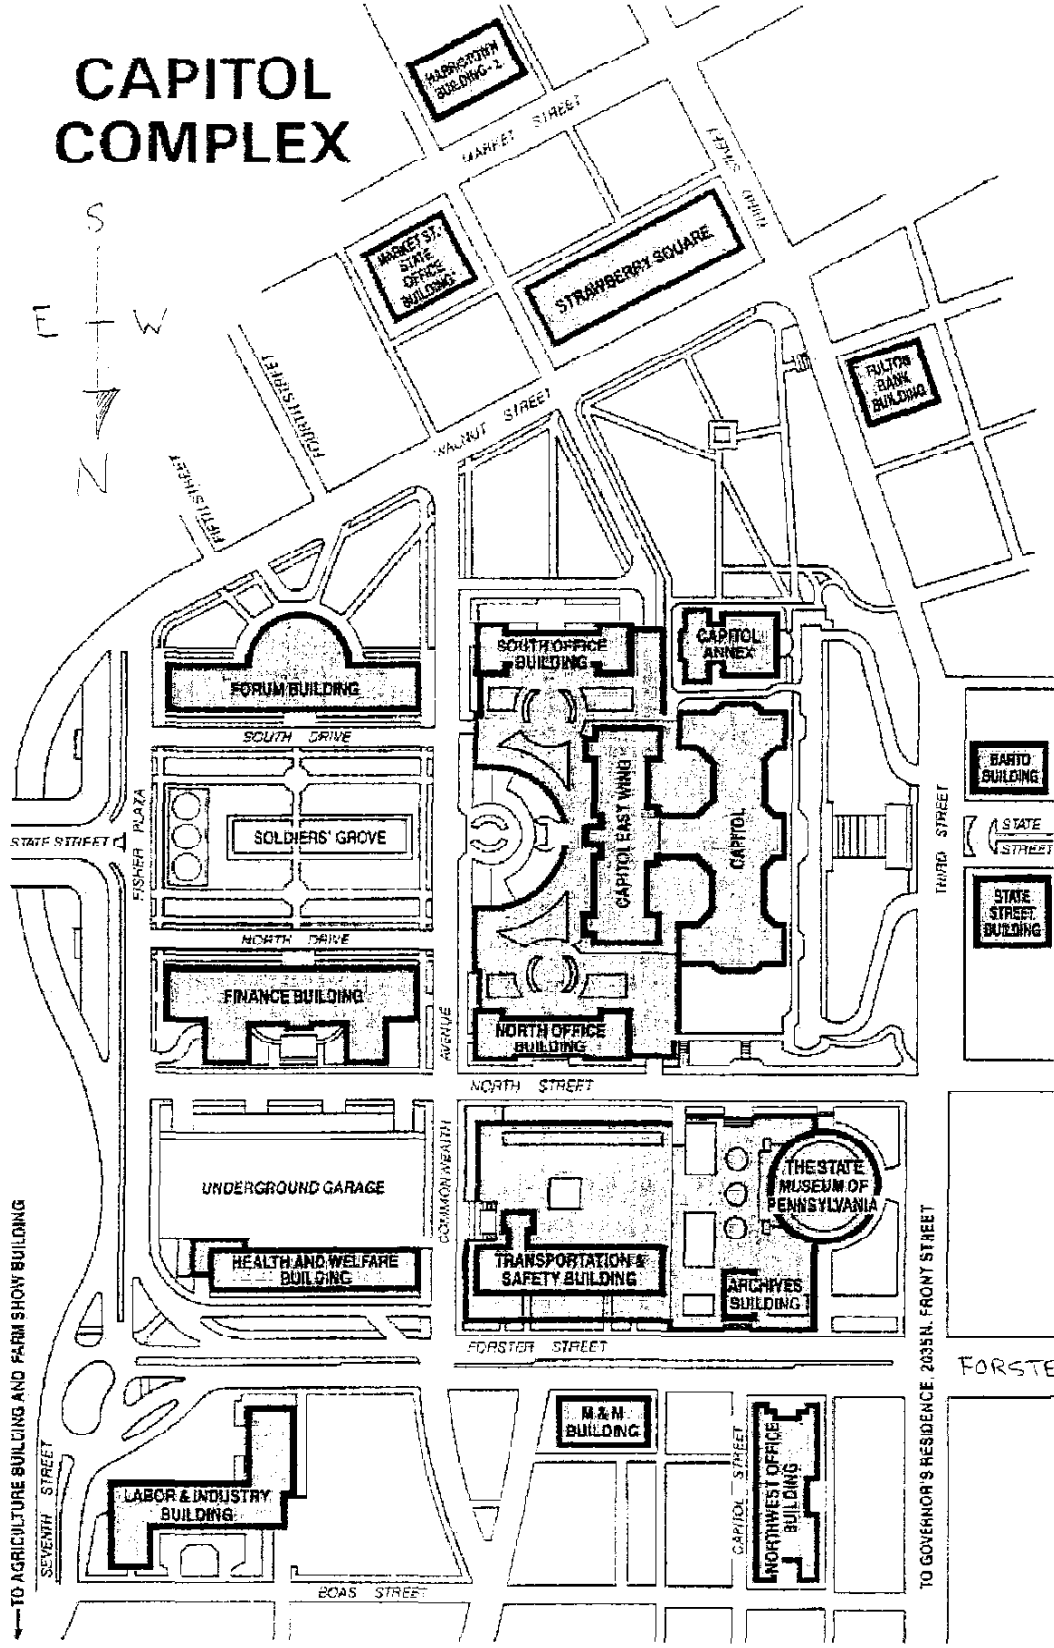 CAPITOL
COMPLEX
HARRISTOWN
BUILDING-2
MARKET STREET
THIRD STREET
S
E W
N
MARKET ST.
STATE
OFFICE
BUILDING
STRAWBERRY SQUARE
FULTON
BANK
BUILDING
FOURTH STREET
WALNUT STREET
FIFTH STREET
SOUTH OFFICE
BUILDING
CAPITOL
ANNEX
FORUM BUILDING
SOUTH DRIVE
BARTO
BUILDING
FISHER PLAZA
STATE STREET
SOLDIERS' GROVE
CAPITOL EAST WING
CAPITOL
THIRD STREET
STATE
STREET
STATE
STREET
BUILDING
NORTH DRIVE
FINANCE BUILDING
NORTH OFFICE
BUILDING
COMMONWEALTH AVENUE
NORTH STREET
UNDERGROUND GARAGE
THE STATE
MUSEUM OF
PENNSYLVANIA
HEALTH AND WELFARE
BUILDING
TRANSPORTATION &
SAFETY BUILDING
ARCHIVES
BUILDING
FORSTER STREET
FORSTE
M & M
BUILDING
CAPITOL STREET
NORTHWEST OFFICE
BUILDING
LABOR & INDUSTRY
BUILDING
SEVENTH STREET
BOAS STREET
TO AGRICULTURE BUILDING AND FARM SHOW BUILDING
TO GOVERNOR'S RESIDENCE, 2035 N. FRONT STREET